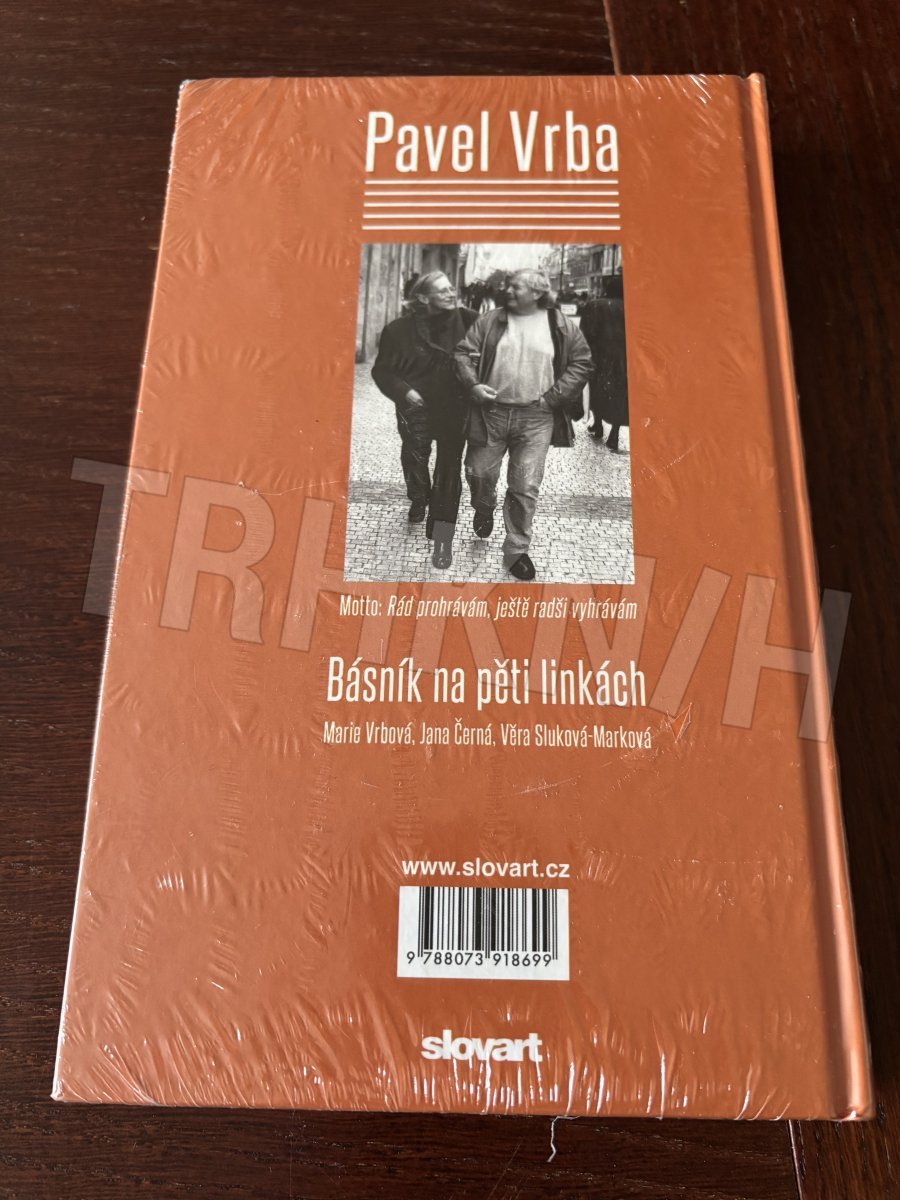 Pavel Vrba
Motto: Rád prohrávám, ještě radši vyhrávám
Básník na pěti linkách
Marie Vrbová, Jana Černá, Věra Sluková-Marková
www.slovart.cz
9 788073 918699
slovart
TRHKNIH